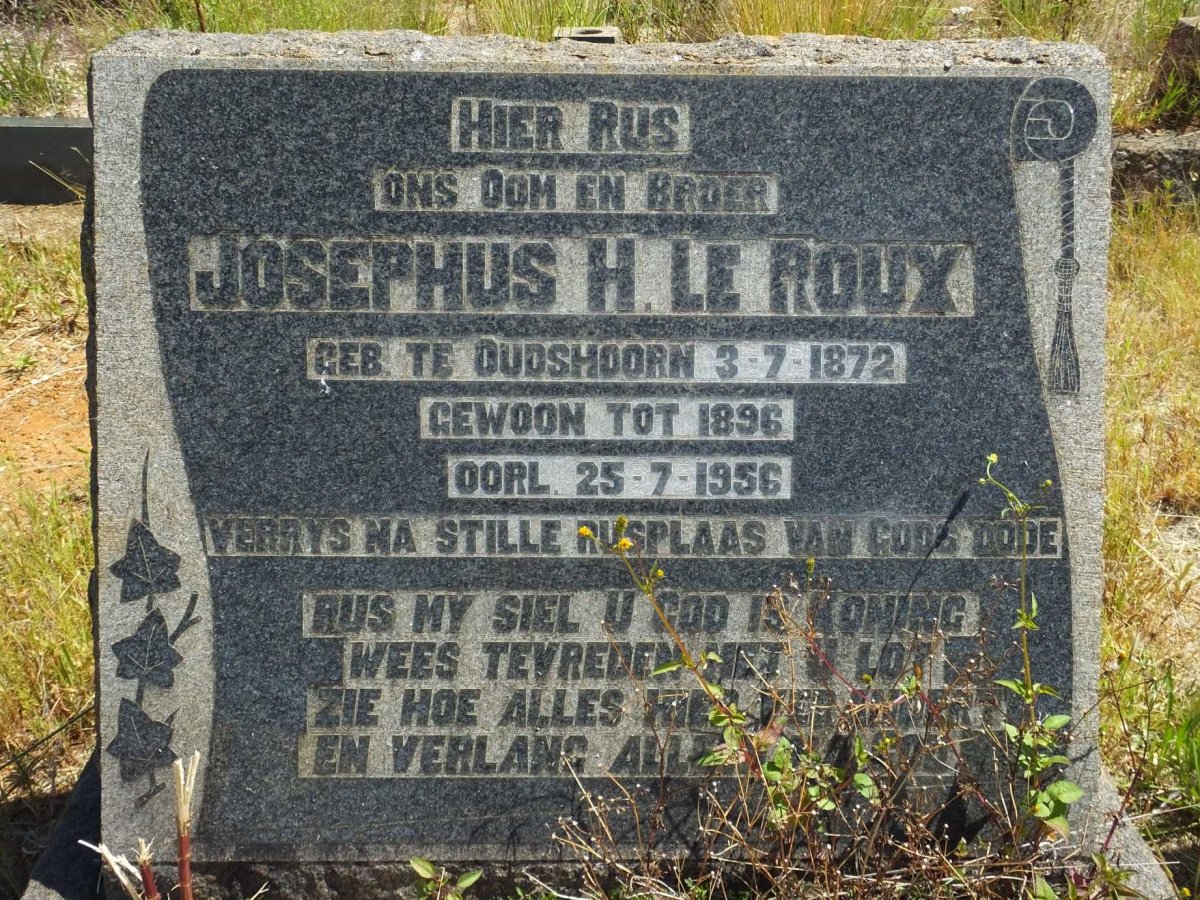 HIER RUS
ONS OOM EN BROER
JOSEPHUS H. LE ROUX
GEB. TE OUDSHOORN 3-7-1872
GEWOON TOT 1896
OORL. 25-7-1956
VERRYS NA STILLE RUSPLAAS VAN GODS DODE
RUS MY SIEL U GOD IS KONING
WEES TEVREDEN MET U LOT
ZIE HOE ALLES HIER
EN VERLANG